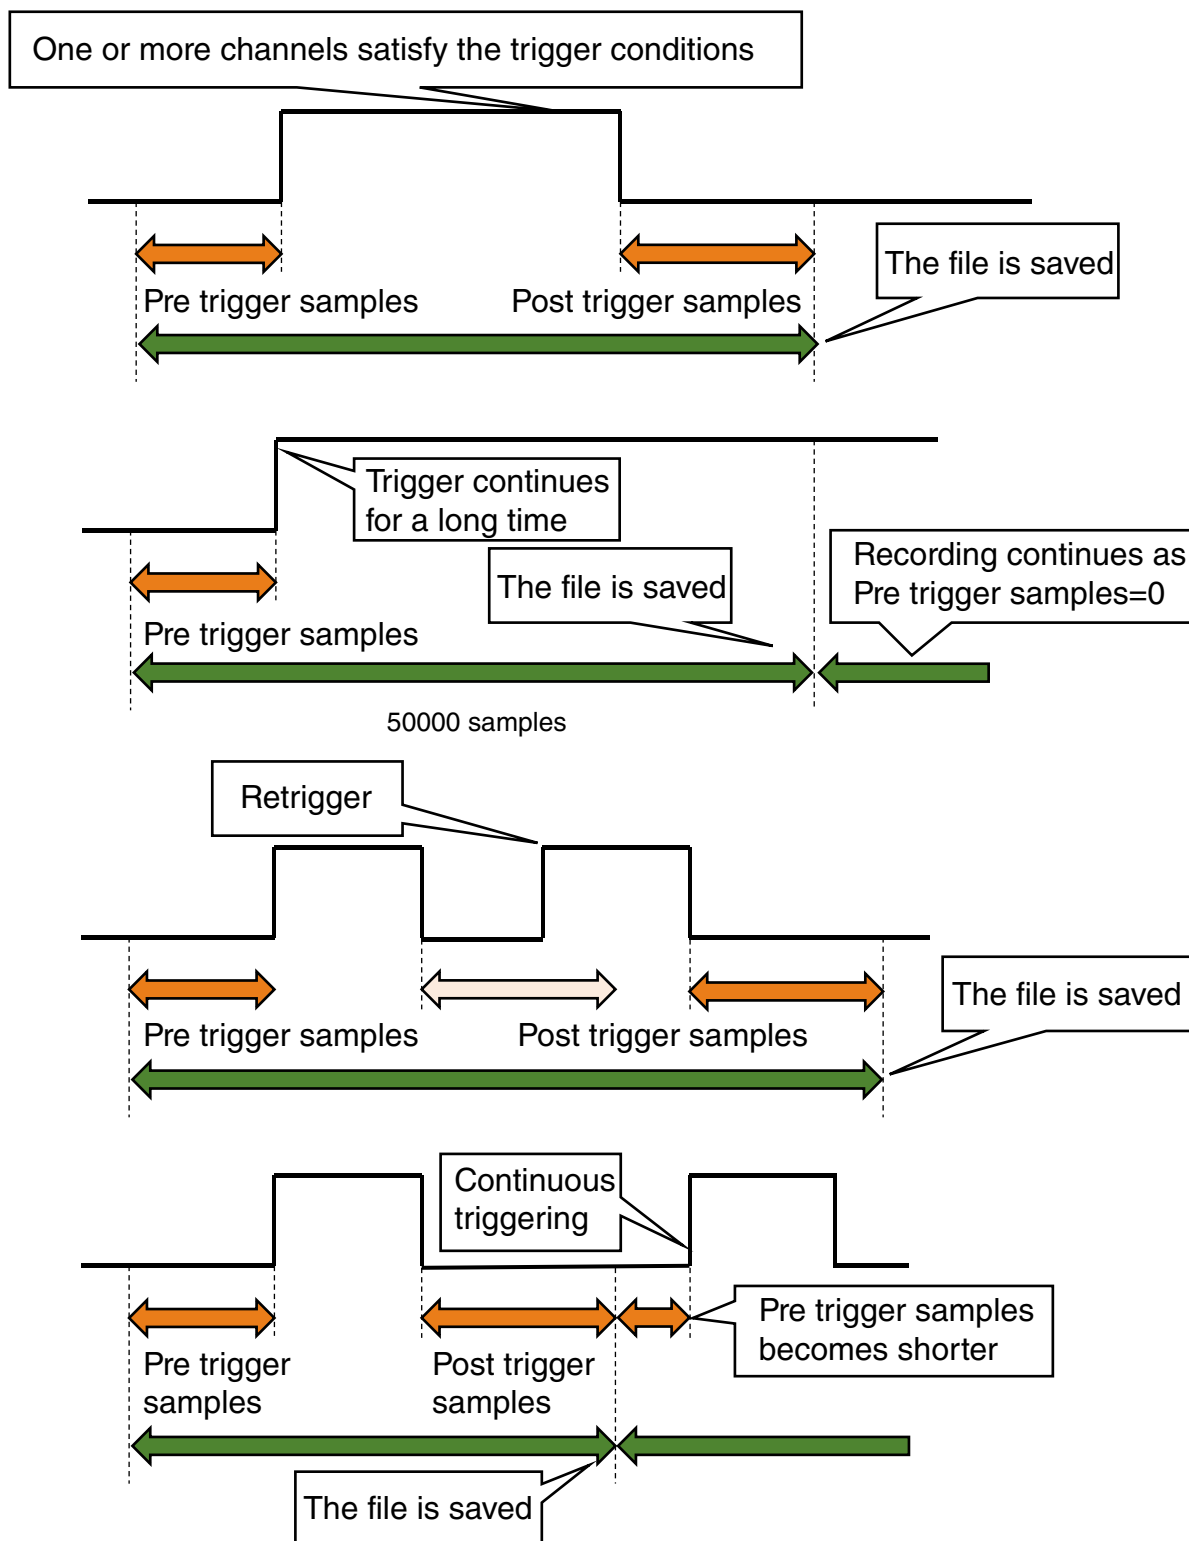 One or more channels satisfy the trigger conditions
The file is saved
Pre trigger samples
Post trigger samples
Trigger continues
for a long time
The file is saved
Recording continues as
Pre trigger samples=0
Pre trigger samples
50000 samples
Retrigger
The file is saved
Pre trigger samples
Post trigger samples
Continuous
triggering
Pre trigger samples
becomes shorter
Pre trigger
samples
Post trigger
samples
The file is saved